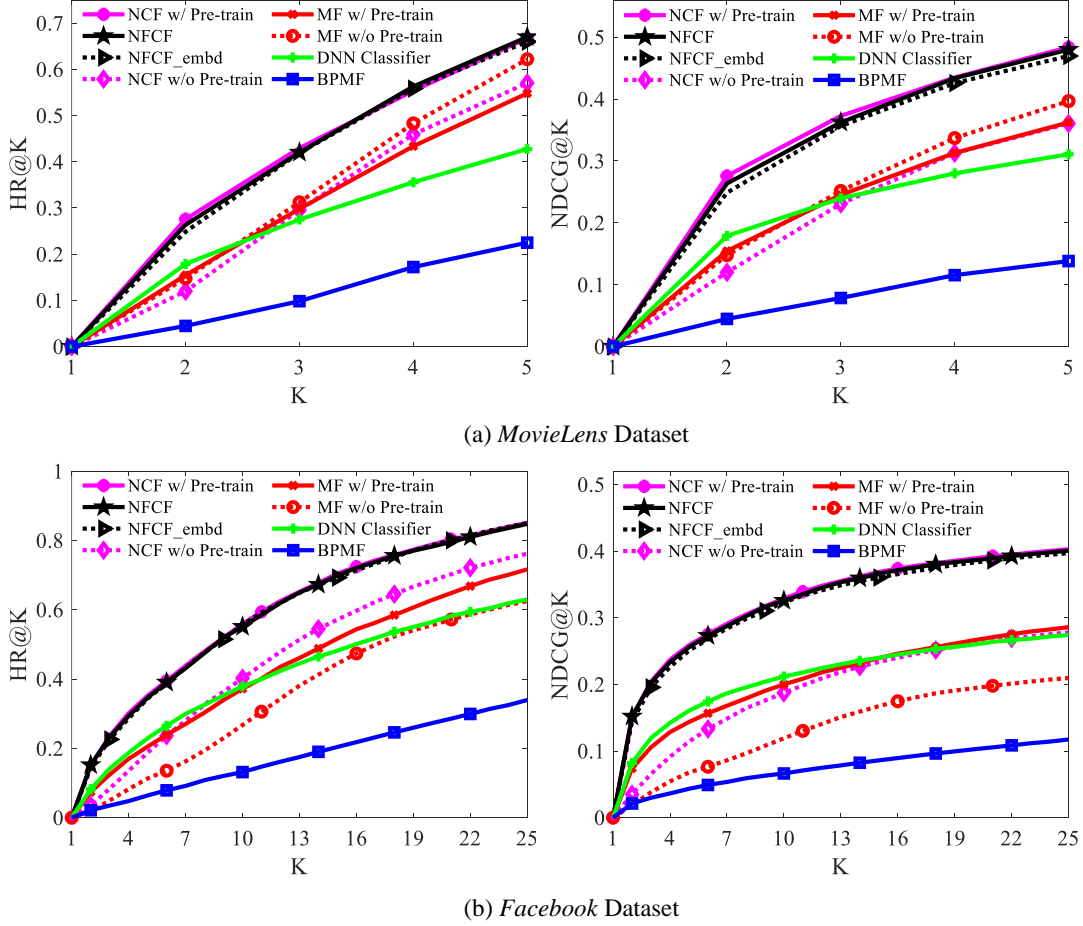 NCF w/ Pre-train
NFCF
NFCF_embd
NCF w/o Pre-train
MF w/ Pre-train
MF w/o Pre-train
DNN Classifier
BPMF
HR@K
0.7
0.6
0.5
0.4
0.3
0.2
0.1
0
1 2 3 4 5
K
NCF w/ Pre-train
NFCF
NFCF_embd
NCF w/o Pre-train
MF w/ Pre-train
MF w/o Pre-train
DNN Classifier
BPMF
NDCG@K
0.5
0.4
0.3
0.2
0.1
0
1 2 3 4 5
K
(a) MovieLens Dataset
NCF w/ Pre-train
NFCF
NFCF_embd
NCF w/o Pre-train
MF w/ Pre-train
MF w/o Pre-train
DNN Classifier
BPMF
HR@K
1
0.8
0.6
0.4
0.2
0
1 4 7 10 13 16 19 22 25
K
NCF w/ Pre-train
NFCF
NFCF_embd
NCF w/o Pre-train
MF w/ Pre-train
MF w/o Pre-train
DNN Classifier
BPMF
NDCG@K
0.5
0.4
0.3
0.2
0.1
0
1 4 7 10 13 16 19 22 25
K
(b) Facebook Dataset